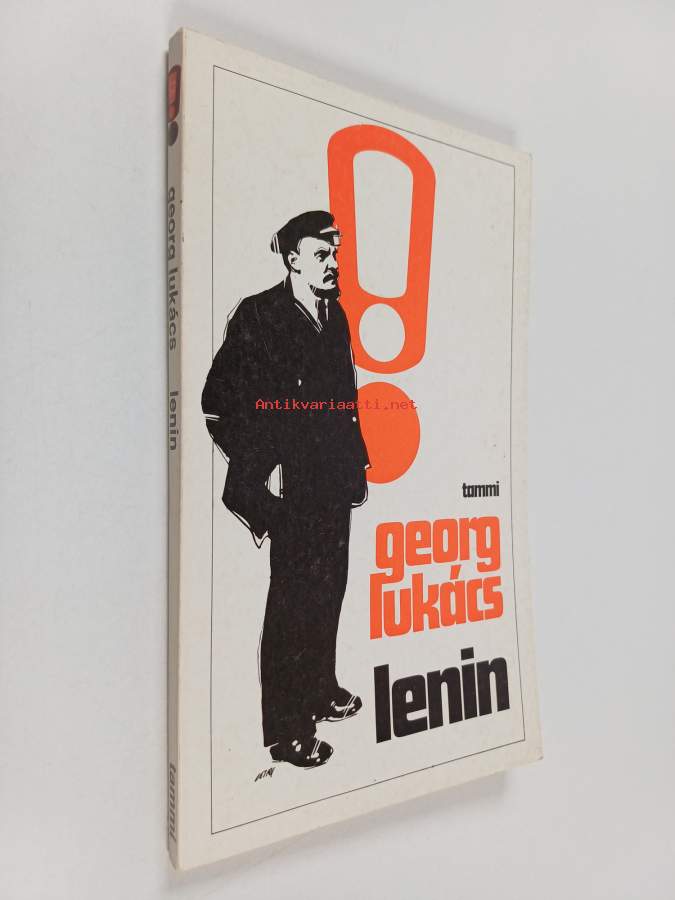 georg lukács lenin tammi
Antikvariaatti.net
tammi
georg
lukács
lenin